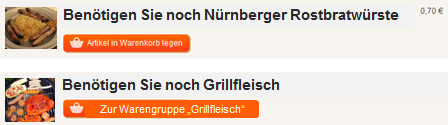 Benötigen Sie noch Nürnberger Rostbratwürste 0,70 €
Artikel in Warenkorb legen
Benötigen Sie noch Grillfleisch
Zur Warengruppe „Grillfleisch“